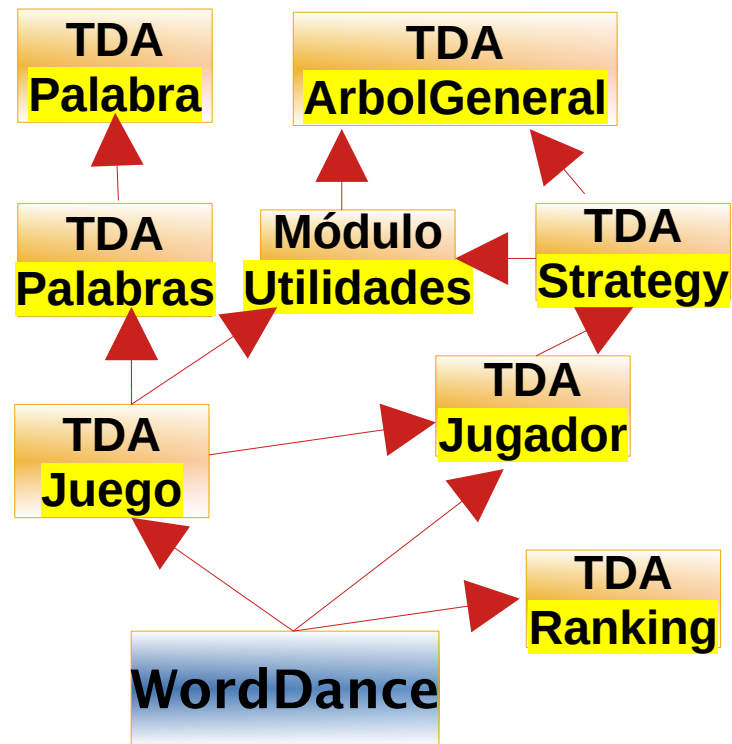 TDA
Palabra
TDA
ArbolGeneral
TDA
Palabras
Módulo
Utilidades
TDA
Strategy
TDA
Jugador
TDA
Juego
TDA
Ranking
WordDance